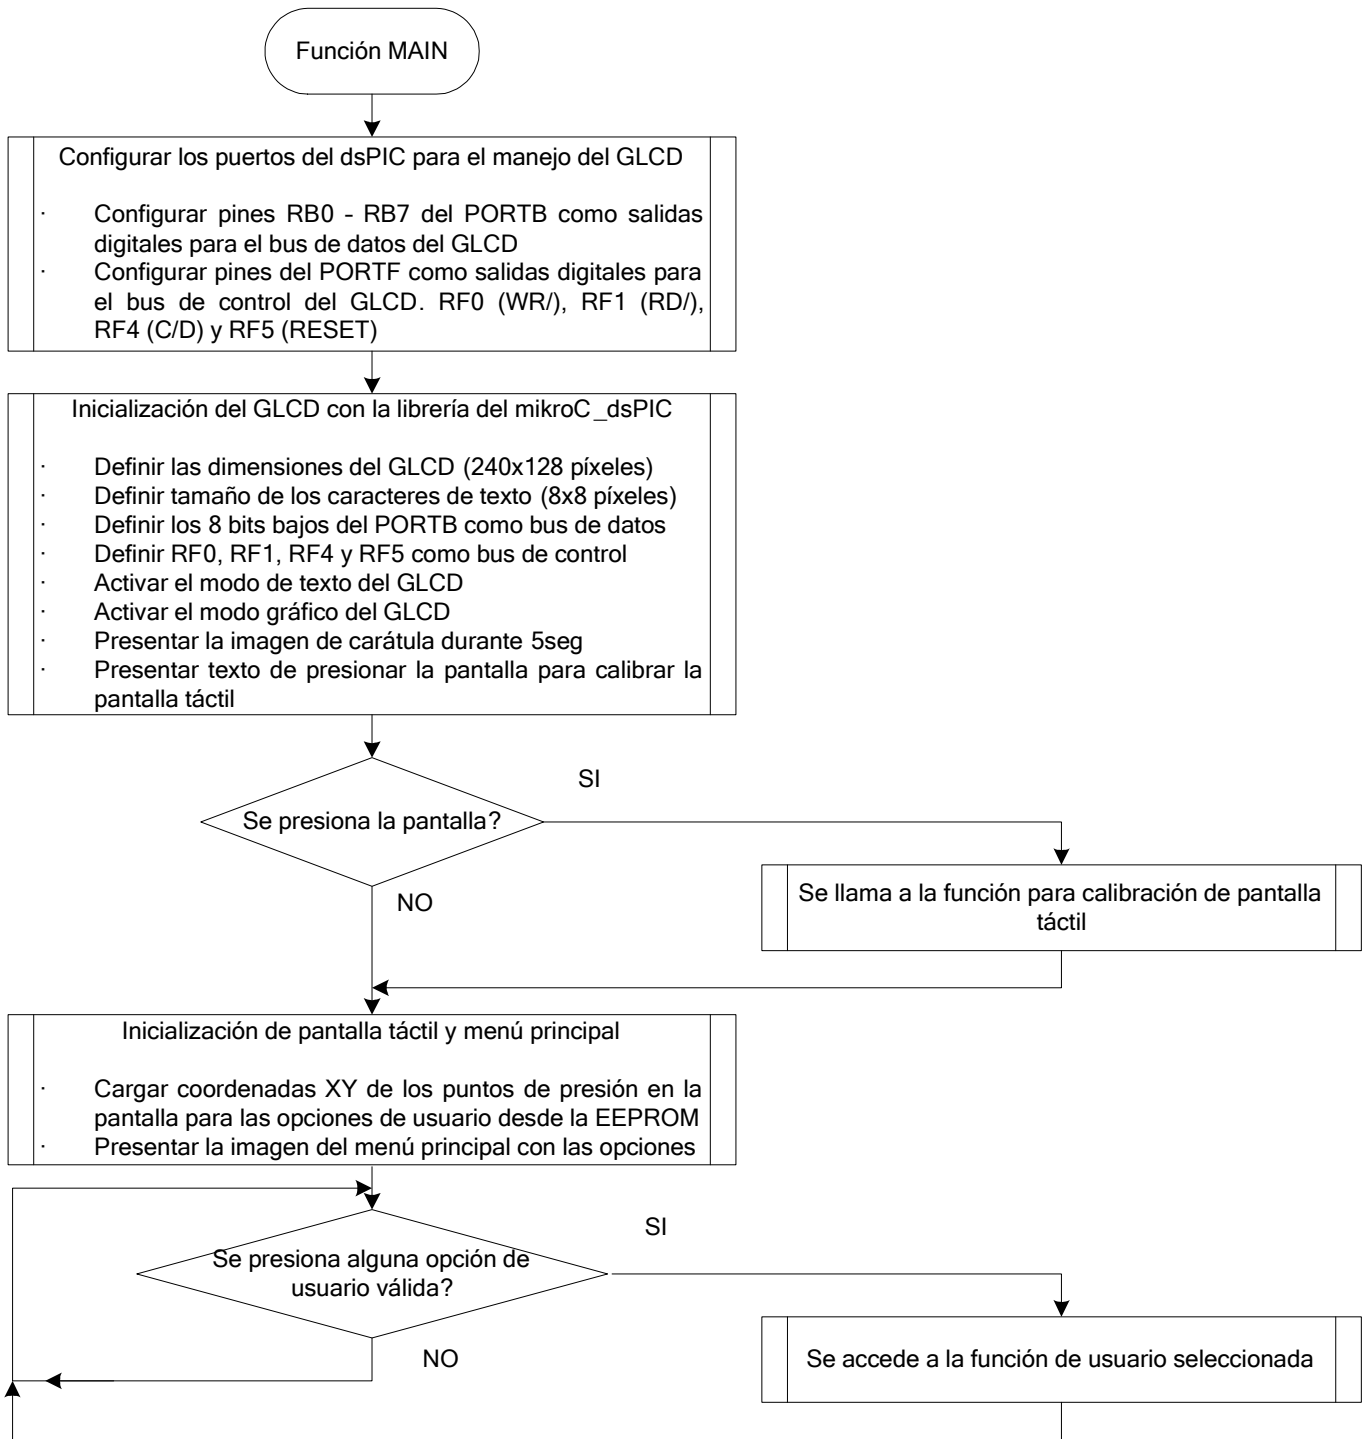 Función MAIN
Configurar los puertos del dsPIC para el manejo del GLCD
· Configurar pines RB0 - RB7 del PORTB como salidas
digitales para el bus de datos del GLCD
· Configurar pines del PORTF como salidas digitales para
el bus de control del GLCD. RF0 (WR/), RF1 (RD/),
RF4 (C/D) y RF5 (RESET)
Inicialización del GLCD con la librería del mikroC_dsPIC
· Definir las dimensiones del GLCD (240x128 píxeles)
· Definir tamaño de los caracteres de texto (8x8 píxeles)
· Definir los 8 bits bajos del PORTB como bus de datos
· Definir RF0, RF1, RF4 y RF5 como bus de control
· Activar el modo de texto del GLCD
· Activar el modo gráfico del GLCD
· Presentar la imagen de carátula durante 5seg
· Presentar texto de presionar la pantalla para calibrar la
pantalla táctil
SI
Se presiona la pantalla?
NO
Se llama a la función para calibración de pantalla
táctil
Inicialización de pantalla táctil y menú principal
· Cargar coordenadas XY de los puntos de presión en la
pantalla para las opciones de usuario desde la EEPROM
· Presentar la imagen del menú principal con las opciones
SI
Se presiona alguna opción de
usuario válida?
NO
Se accede a la función de usuario seleccionada